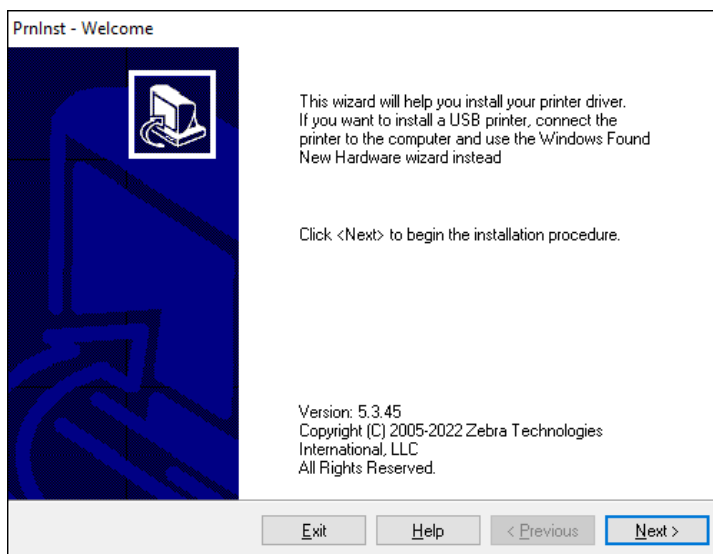 PrnInst - Welcome
This wizard will help you install your printer driver.
If you want to install a USB printer, connect the
printer to the computer and use the Windows Found
New Hardware wizard instead
Click <Next> to begin the installation procedure.
Version: 5.3.45
Copyright (C) 2005-2022 Zebra Technologies
International, LLC
All Rights Reserved.
Exit
Help
< Previous
Next >